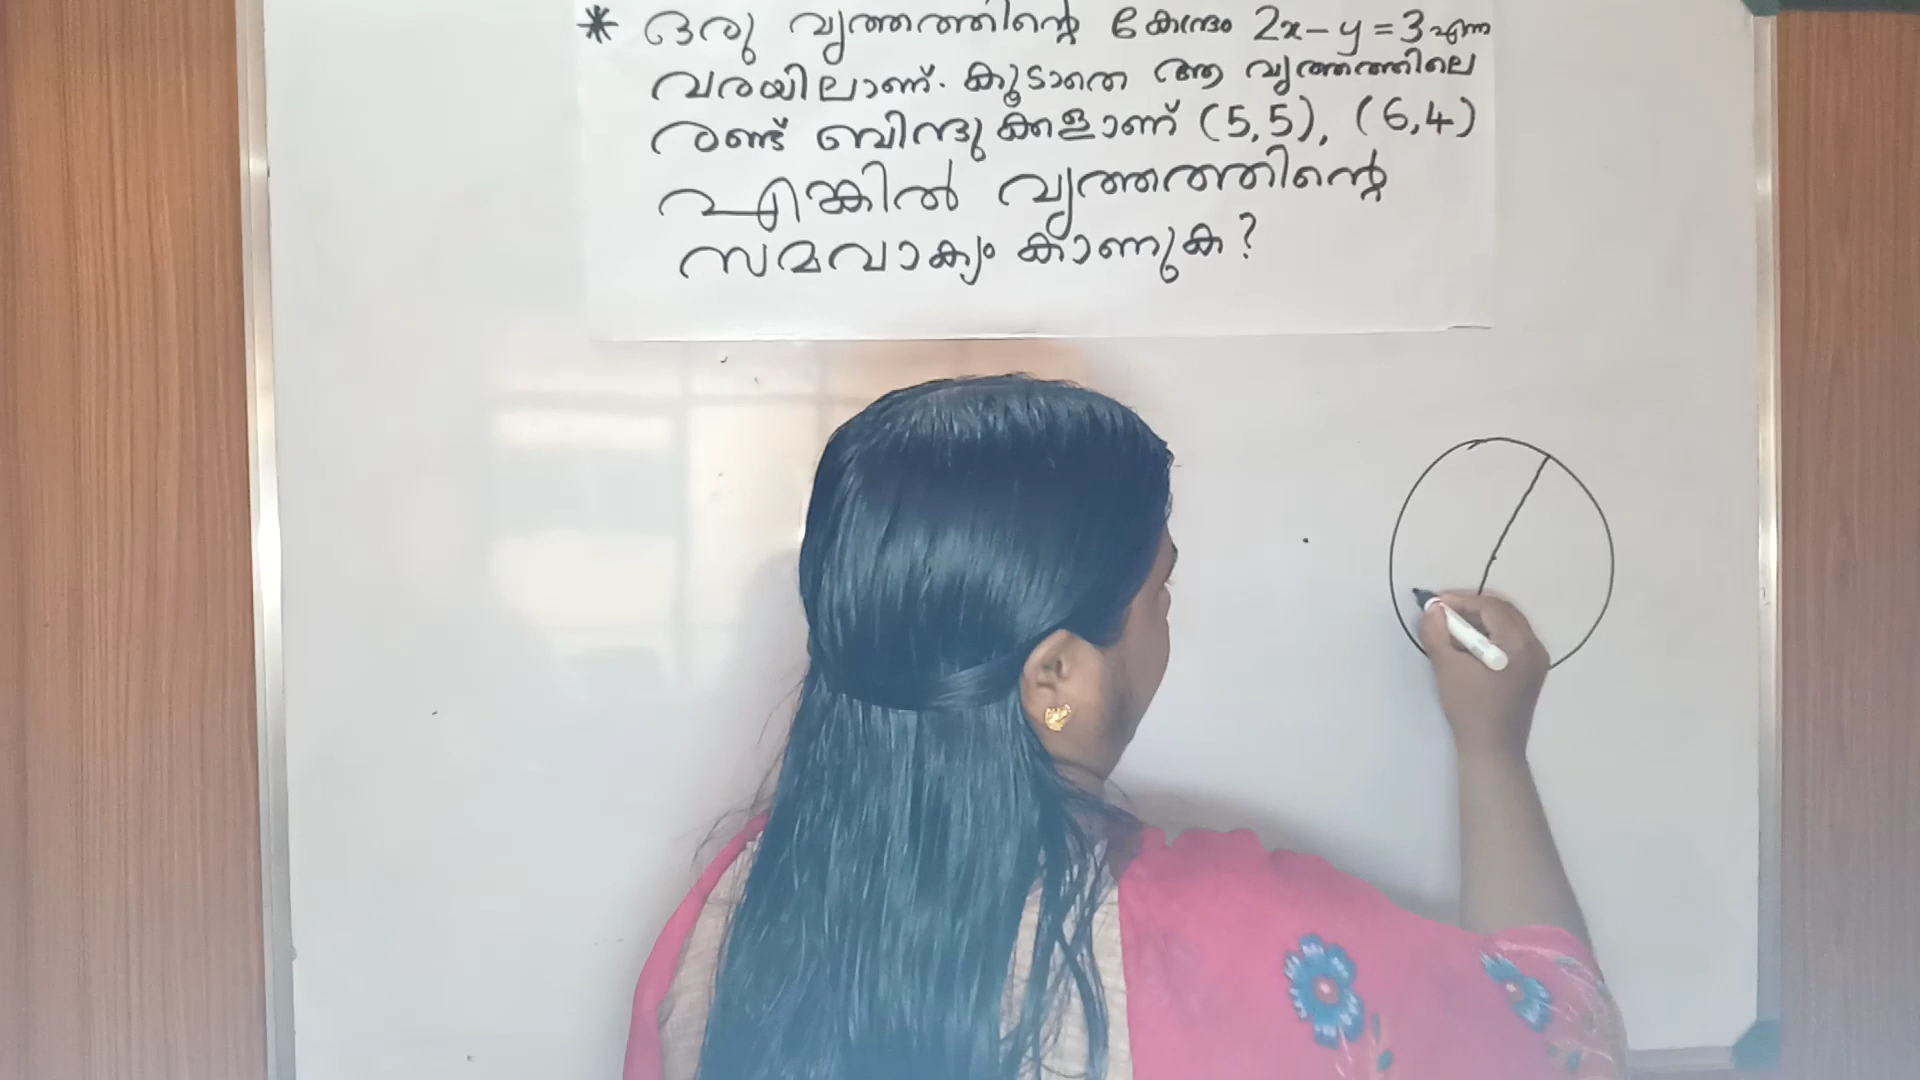 * ഒരു വൃത്തത്തിന്റെ കേന്ദ്രം 2x-y=3 എന്ന
വരയിലാണ്. കൂടാതെ ആ വൃത്തത്തിലെ
രണ്ട് ബിന്ദുക്കളാണ് (5,5), (6,4)
എങ്കിൽ വൃത്തത്തിന്റെ
സമവാക്യം കാണുക?